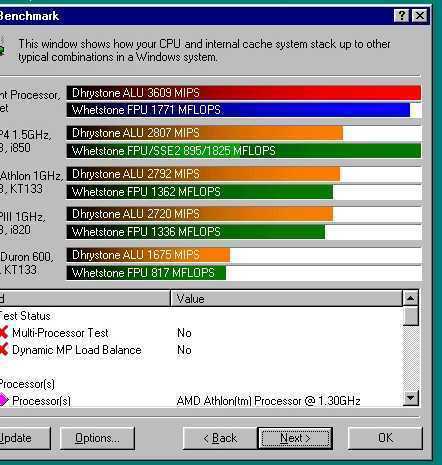 Benchmark
This window shows how your CPU and internal cache system stack up to other
typical combinations in a Windows system.
nt Processor,
et
Dhrystone ALU 3609 MIPS
Whetstone FPU 1771 MFLOPS
P4 1.5GHz,
3, i850
Dhrystone ALU 2807 MIPS
Whetstone FPU/SSE2 895/1825 MFLOPS
Athlon 1GHz,
3, KT133
Dhrystone ALU 2792 MIPS
Whetstone FPU 1362 MFLOPS
PIII 1GHz,
3, i820
Dhrystone ALU 2720 MIPS
Whetstone FPU 1336 MFLOPS
Duron 600,
KT133
Dhrystone ALU 1675 MIPS
Whetstone FPU 817 MFLOPS
d Value
Test Status
Multi-Processor Test No
Dynamic MP Load Balance No
Processor(s)
Processor(s) AMD Athlon(tm) Processor @ 1.30GHz
Update Options... < Back Next > OK